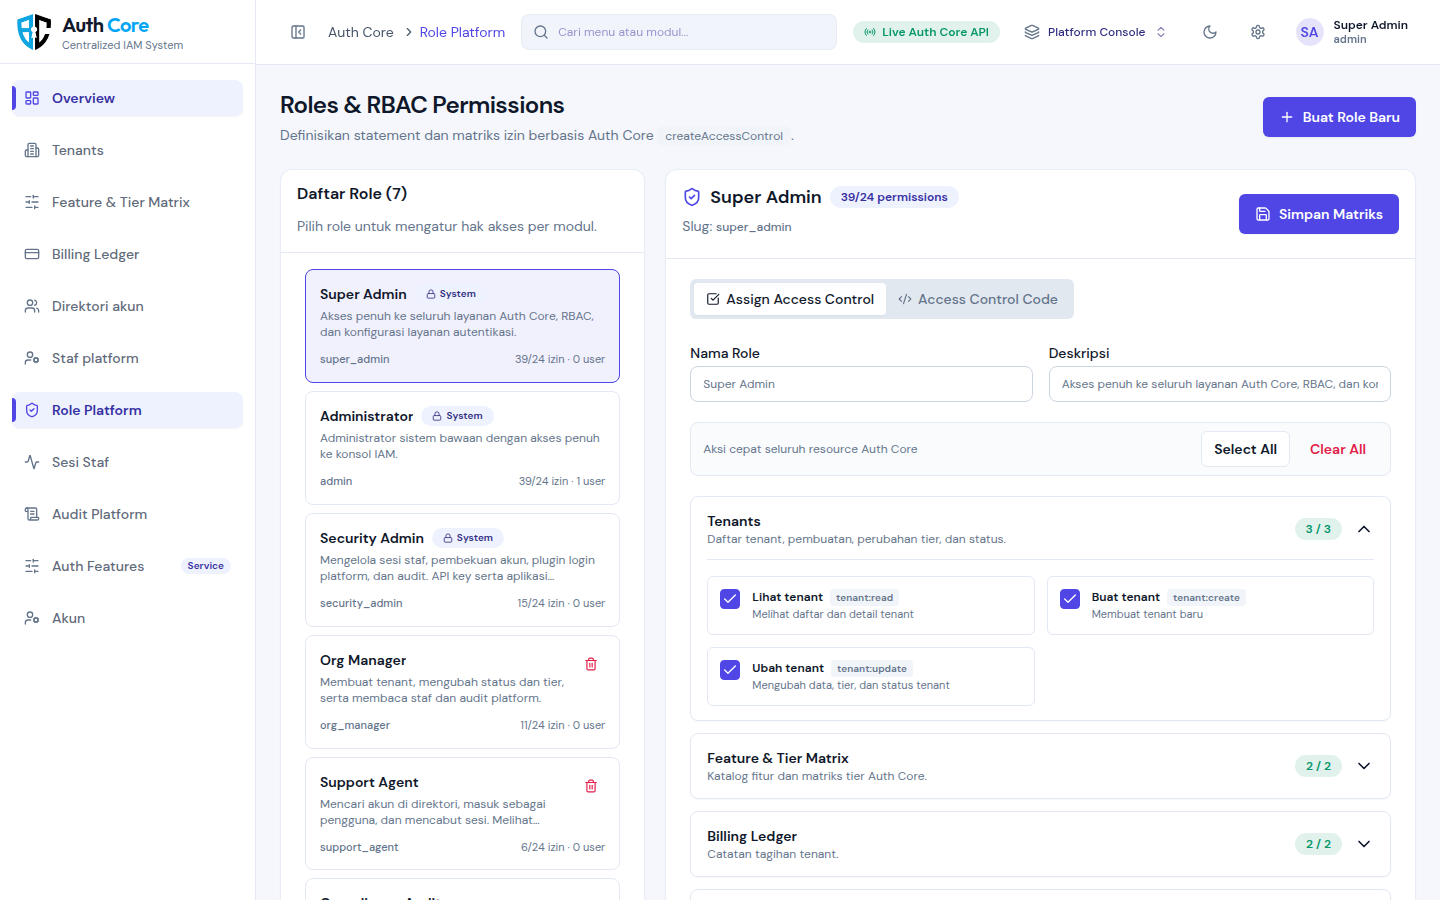 Auth Core
Centralized IAM System
Overview
Tenants
Feature & Tier Matrix
Billing Ledger
Direktori akun
Staf platform
Role Platform
Sesi Staf
Audit Platform
Auth Features
Service
Akun
Auth Core
Role Platform
Cari menu atau modul...
Live Auth Core API
Platform Console
SA
Super Admin
admin
Roles & RBAC Permissions
Definisikan statement dan matriks izin berbasis Auth Core createAccessControl .
Buat Role Baru
Daftar Role (7)
Pilih role untuk mengatur hak akses per modul.
Super Admin
System
Akses penuh ke seluruh layanan Auth Core, RBAC,
dan konfigurasi layanan autentikasi.
super_admin
39/24 izin · 0 user
Administrator
System
Administrator sistem bawaan dengan akses penuh
ke konsol IAM.
admin
39/24 izin · 1 user
Security Admin
System
Mengelola sesi staf, pembekuan akun, plugin login
platform, dan audit. API key serta aplikasi...
security_admin
15/24 izin · 0 user
Org Manager
Membuat tenant, mengubah status dan tier,
serta membaca staf dan audit platform.
org_manager
11/24 izin · 0 user
Support Agent
Mencari akun di direktori, masuk sebagai
pengguna, dan mencabut sesi. Melihat...
support_agent
6/24 izin · 0 user
Super Admin
39/24 permissions
Slug: super_admin
Simpan Matriks
Assign Access Control
Access Control Code
Nama Role
Deskripsi
Super Admin
Akses penuh ke seluruh layanan Auth Core, RBAC, dan kor
Aksi cepat seluruh resource Auth Core
Select All
Clear All
Tenants
Daftar tenant, pembuatan, perubahan tier, dan status.
3 / 3
Lihat tenant
tenant:read
Melihat daftar dan detail tenant
Buat tenant
tenant:create
Membuat tenant baru
Ubah tenant
tenant:update
Mengubah data, tier, dan status tenant
Feature & Tier Matrix
Katalog fitur dan matriks tier Auth Core.
2 / 2
Billing Ledger
Catatan tagihan tenant.
2 / 2